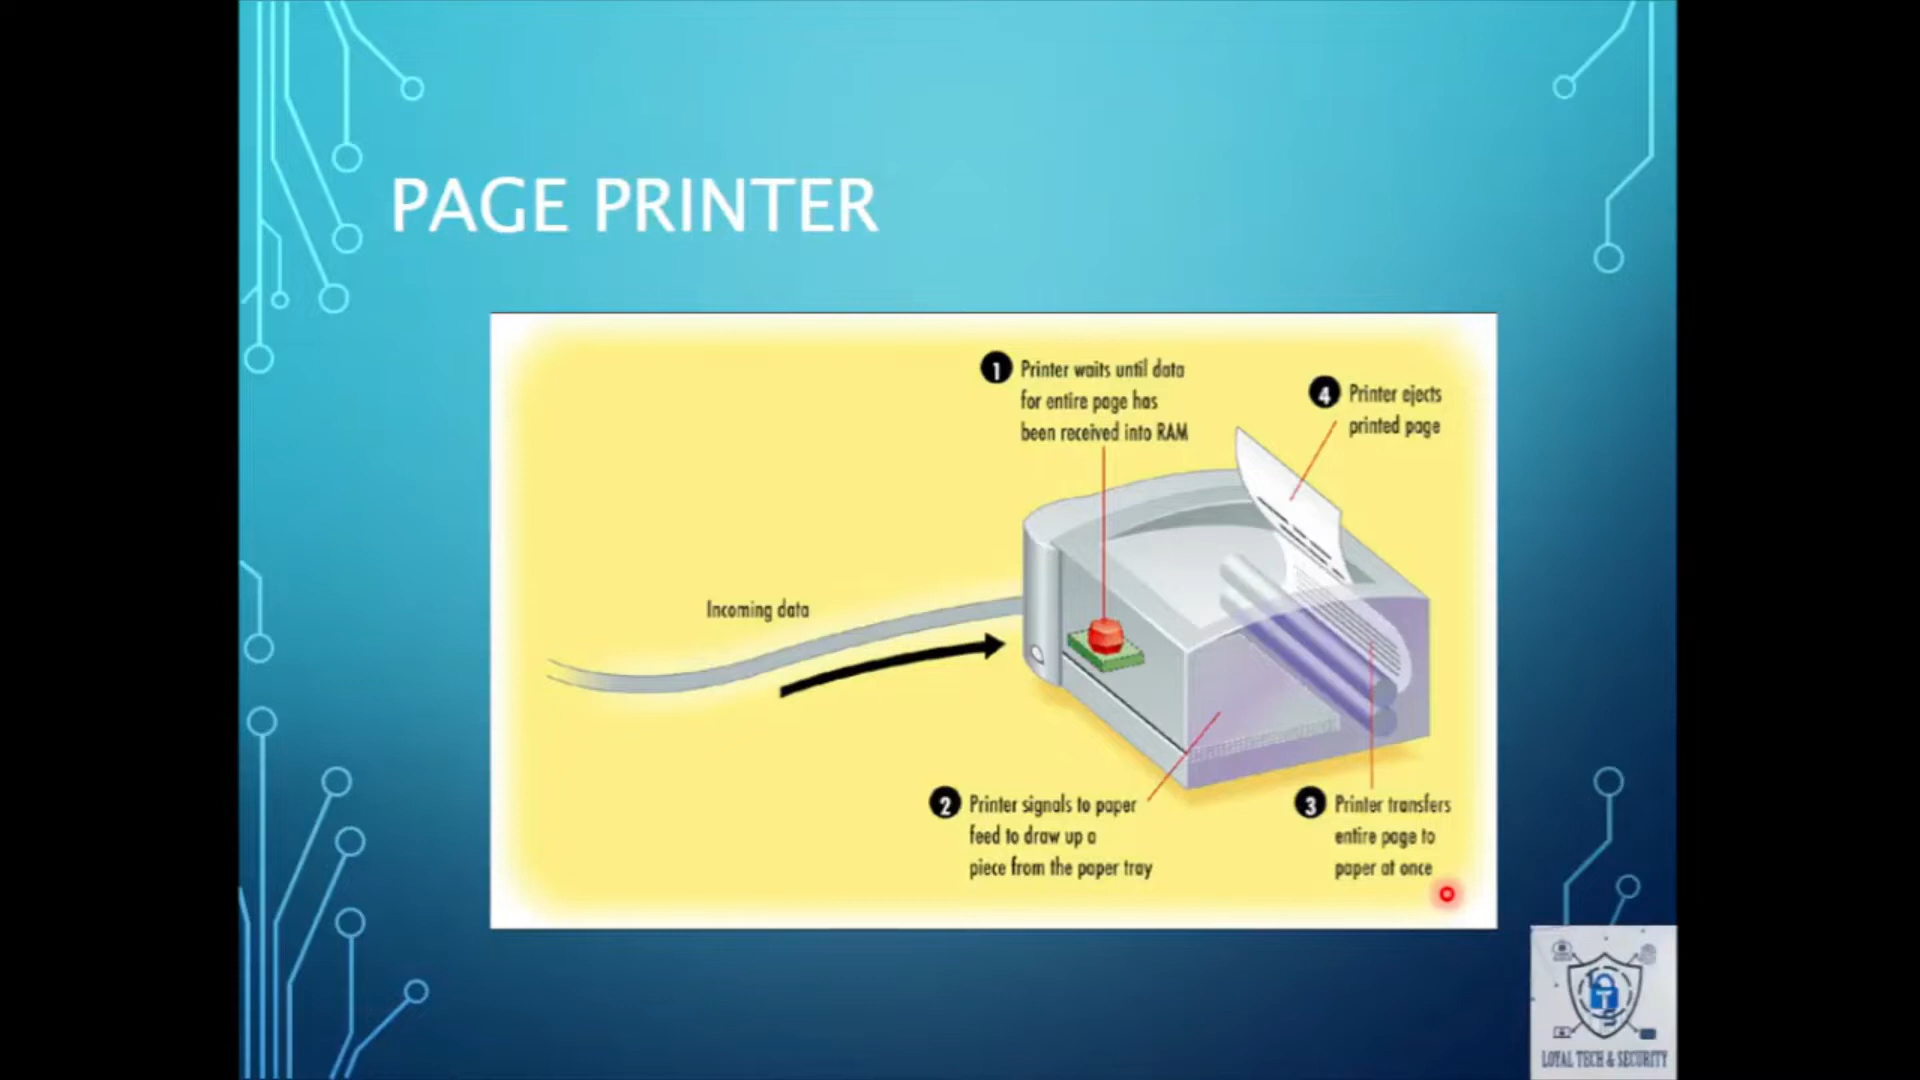 PAGE PRINTER
1 Printer waits until data
for entire page has
been received into RAM
4 Printer ejects
printed page
Incoming data
2 Printer signals to paper
feed to draw up a
piece from the paper tray
3 Printer transfers
entire page to
paper at once
LOYAL TECH & SECURITY